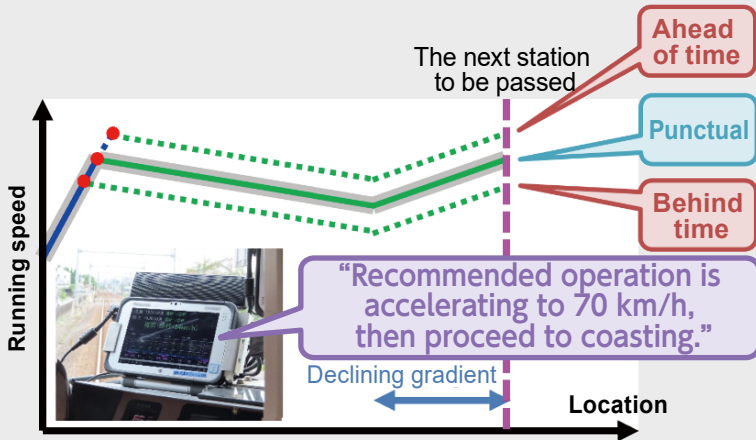 Ahead
of time
The next station
to be passed
Punctual
Behind
time
Running speed
“Recommended operation is
accelerating to 70 km/h,
then proceed to coasting.”
Declining gradient
Location